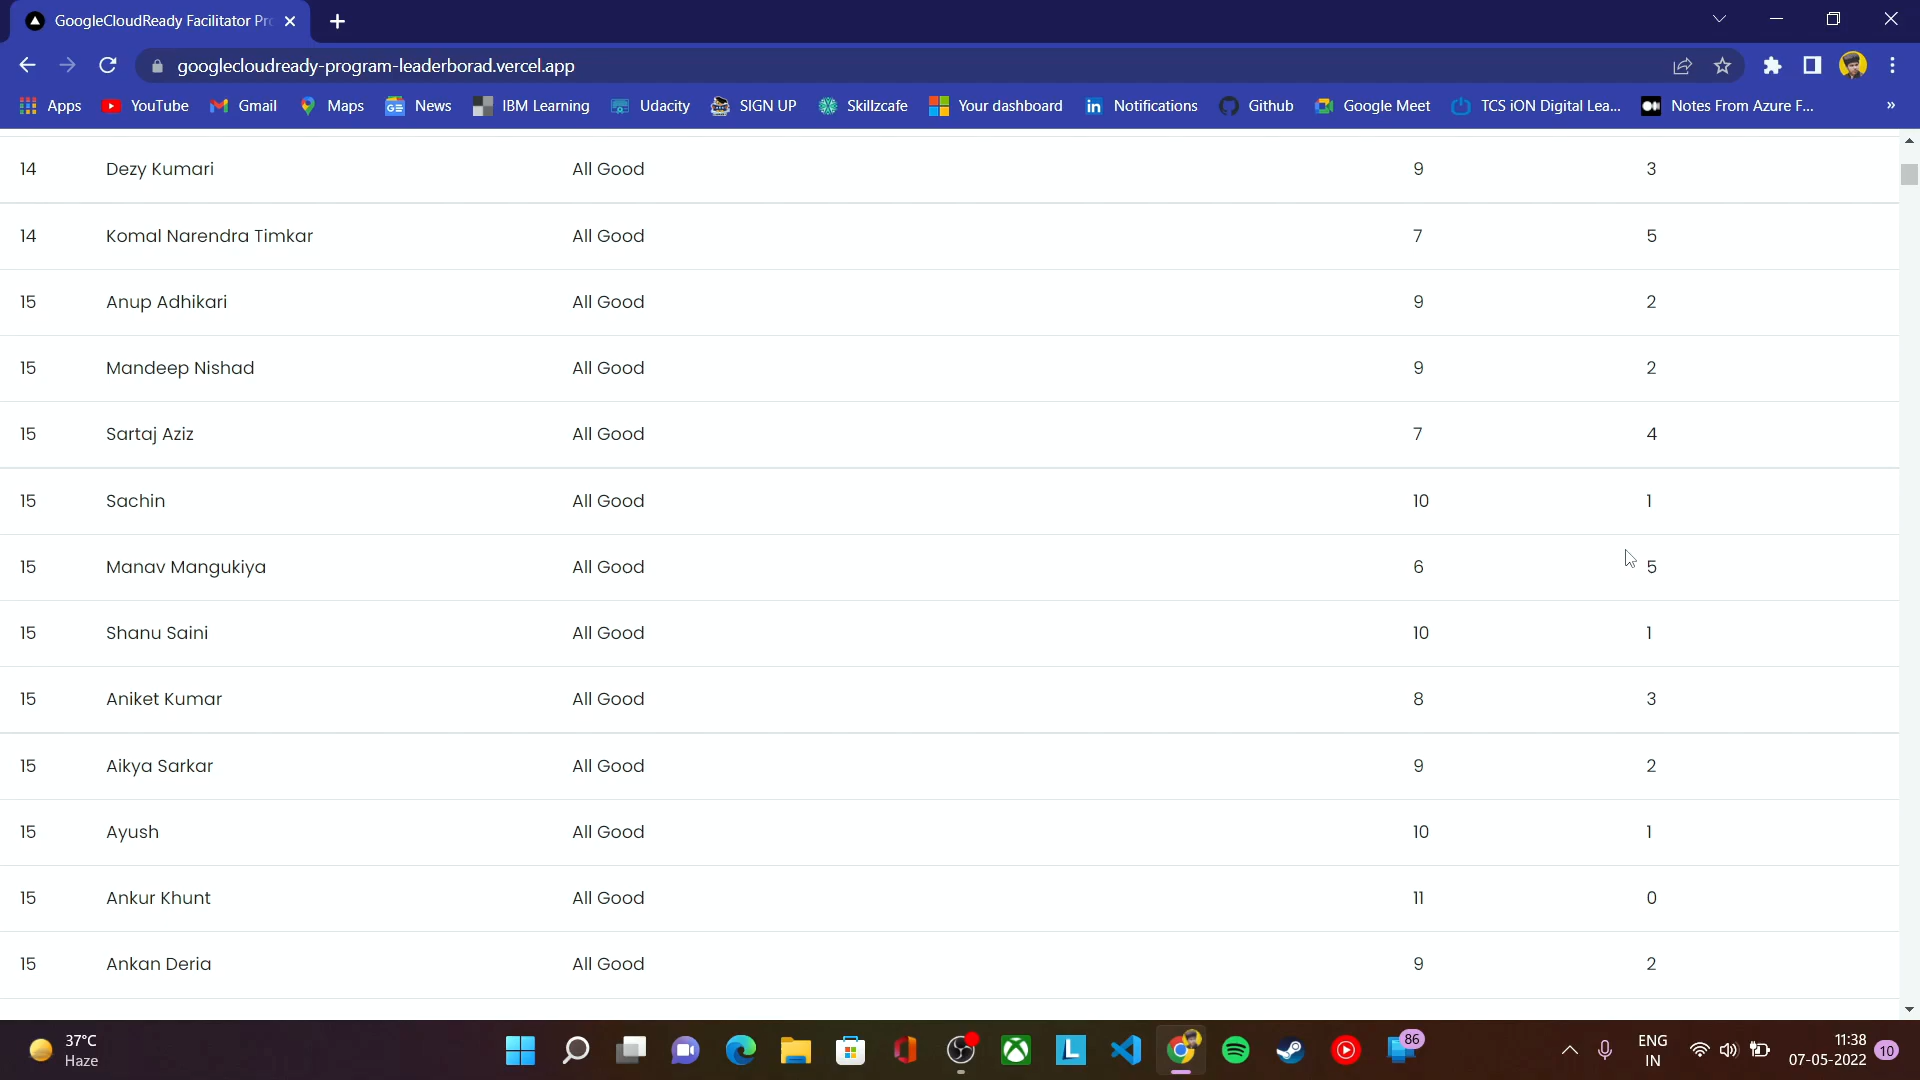 GoogleCloudReady Facilitator Pr
googlecloudready-program-leaderborad.vercel.app
Apps YouTube Gmail Maps News IBM Learning Udacity SIGN UP Skillzcafe Your dashboard Notifications Github Google Meet TCS iON Digital Lea... Notes From Azure F... »
14 Dezy Kumari All Good 9 3
14 Komal Narendra Timkar All Good 7 5
15 Anup Adhikari All Good 9 2
15 Mandeep Nishad All Good 9 2
15 Sartaj Aziz All Good 7 4
15 Sachin All Good 10 1
15 Manav Mangukiya All Good 6 5
15 Shanu Saini All Good 10 1
15 Aniket Kumar All Good 8 3
15 Aikya Sarkar All Good 9 2
15 Ayush All Good 10 1
15 Ankur Khunt All Good 11 0
15 Ankan Deria All Good 9 2
37°C
Haze
86
ENG
IN
11:38
07-05-2022
10